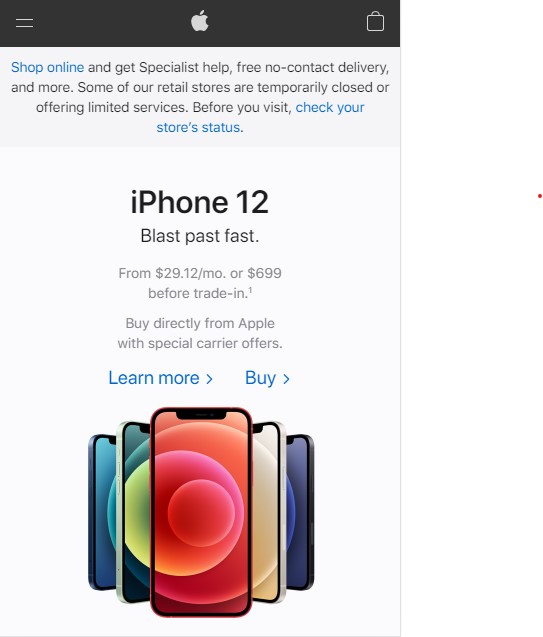 Shop online and get Specialist help, free no-contact delivery,
and more. Some of our retail stores are temporarily closed or
offering limited services. Before you visit, check your
store’s status.
iPhone 12
Blast past fast.
From $29.12/mo. or $699
before trade-in.¹
Buy directly from Apple
with special carrier offers.
Learn more > Buy >